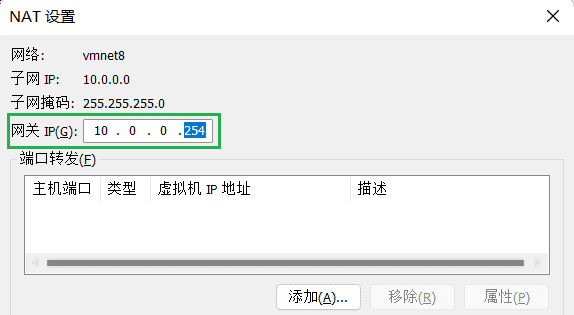 NAT 设置
网络: vmnet8
子网 IP: 10.0.0.0
子网掩码: 255.255.255.0
网关 IP(G): 10 . 0 . 0 .254
端口转发(F)
主机端口 类型 虚拟机 IP 地址 描述
添加(A)... 移除(R) 属性(P)